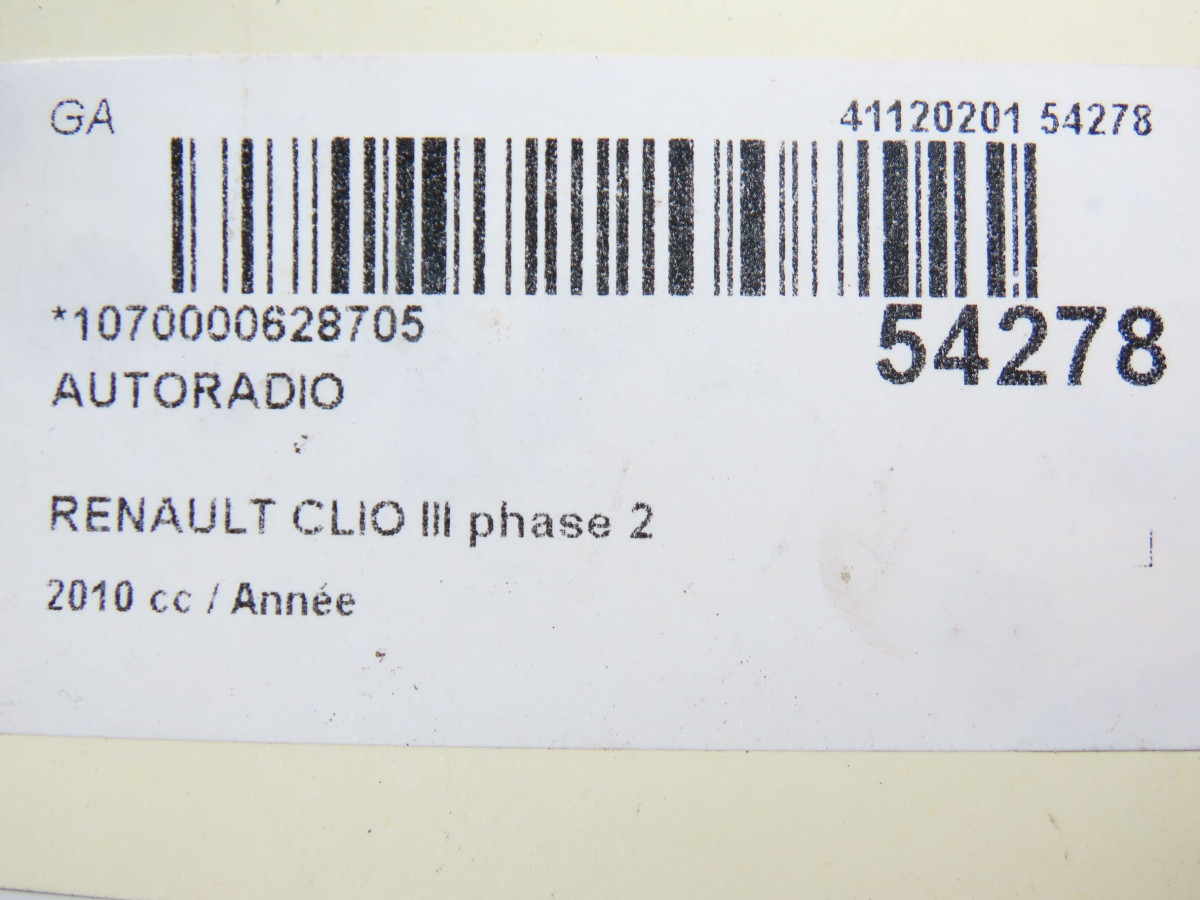 GA 41120201 54278
*1070000628705 54278
AUTORADIO
RENAULT CLIO III phase 2
2010 cc / Année